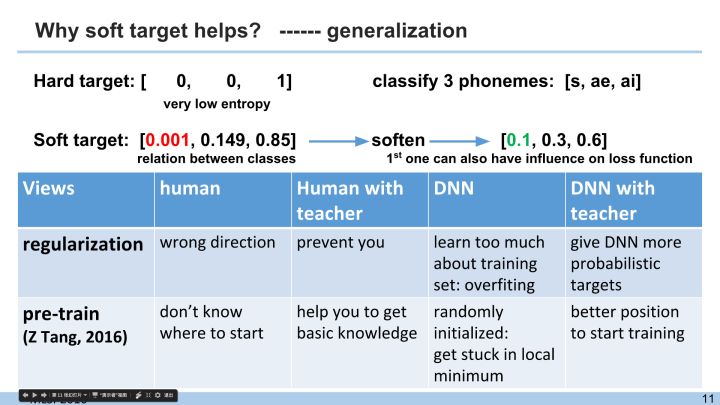 Why soft target helps? ------ generalization
Hard target: [ 0, 0, 1] classify 3 phonemes: [s, ae, ai]
very low entropy
Soft target: [0.001, 0.149, 0.85] soften [0.1, 0.3, 0.6]
relation between classes 1st one can also have influence on loss function
Views human Human with DNN DNN with
teacher teacher
regularization wrong direction prevent you learn too much give DNN more
about training probabilistic
set: overfiting targets
pre-train don’t know help you to get randomly better position
(Z Tang, 2016) where to start basic knowledge initialized: to start training
get stuck in local
minimum
11